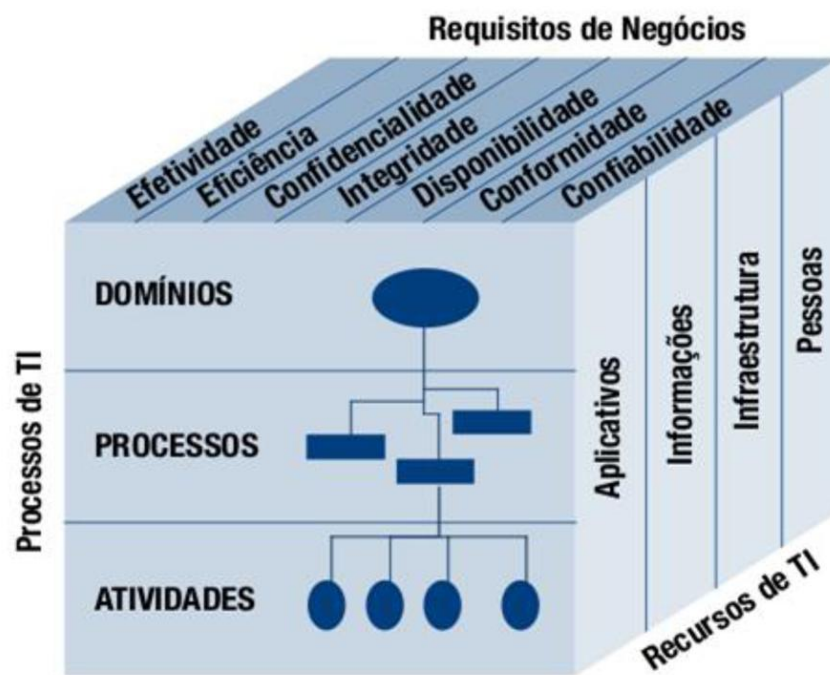 Requisitos de Negócios
Efetividade
Eficiência
Confidencialidade
Integridade
Disponibilidade
Conformidade
Confiabilidade
Processos de TI
DOMÍNIOS
PROCESSOS
ATIVIDADES
Aplicativos
Informações
Infraestrutura
Pessoas
Recursos de TI